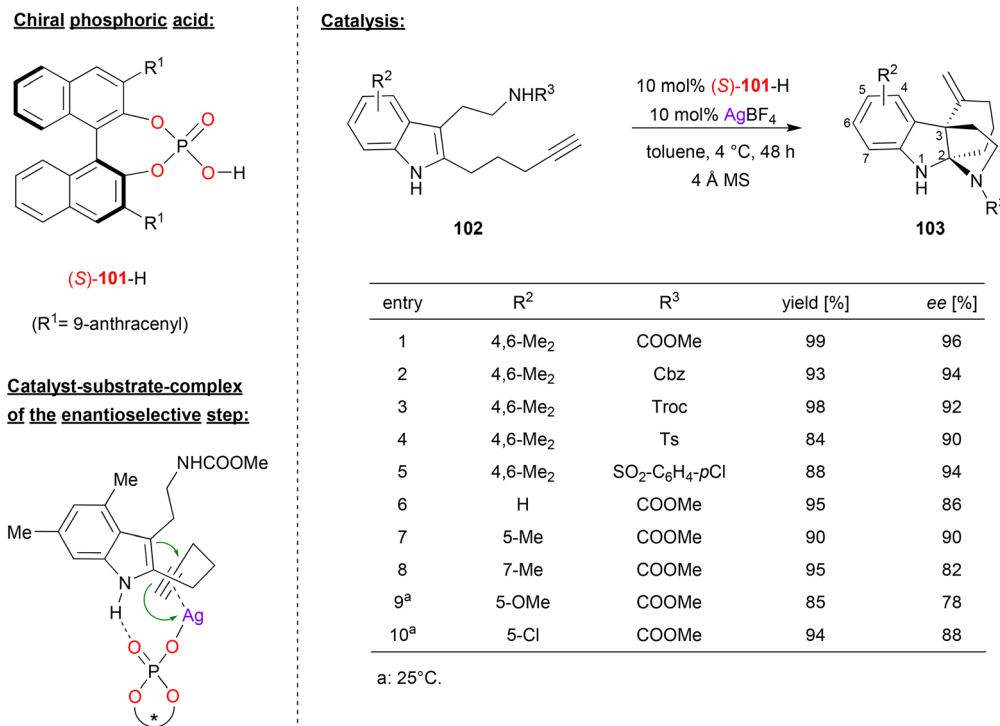 Chiral phosphoric acid:
R1
O
O
P
O
O–H
R1
(S)-101-H
(R1= 9-anthracenyl)
Catalyst-substrate-complex
of the enantioselective step:
NHCOOMe
Me
Me
N
H
Ag
O
O
P
O
O
*
Catalysis:
R2
NHR3
N
H
102
10 mol% (S)-101-H
10 mol% AgBF4
toluene, 4 °C, 48 h
4 Å MS
R2
5
4
6
3
7
1
2
N
H
N
R3
103
entry R2 R3 yield [%] ee [%]
1 4,6-Me2 COOMe 99 96
2 4,6-Me2 Cbz 93 94
3 4,6-Me2 Troc 98 92
4 4,6-Me2 Ts 84 90
5 4,6-Me2 SO2-C6H4-pCl 88 94
6 H COOMe 95 86
7 5-Me COOMe 90 90
8 7-Me COOMe 95 82
9a 5-OMe COOMe 85 78
10a 5-Cl COOMe 94 88
a: 25°C.